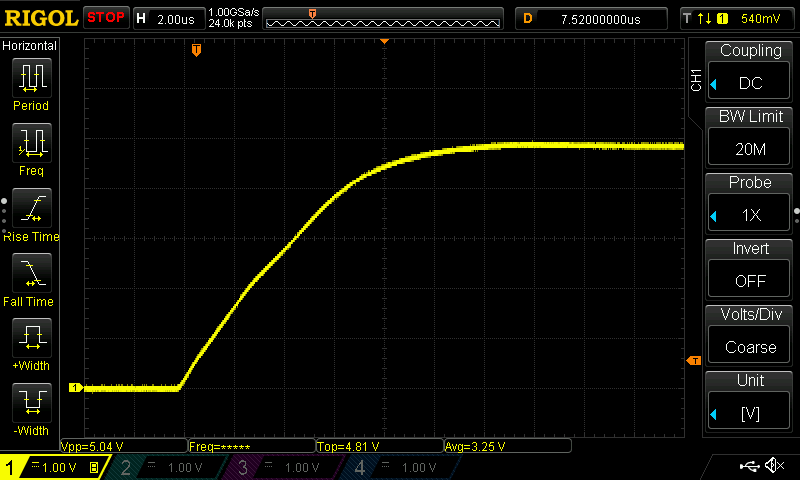 RIGOL STOP H 2.00us 1.00GSa/s D 7.52000000us T 1 540mV
24.0k pts
T
T
Horizontal
Period
Freq
Rise Time
Fall Time
+Width
-Width
1
T
CH1
Coupling
DC
BW Limit
20M
Probe
1X
Invert
OFF
Volts/Div
Coarse
Unit
[V]
Vpp=5.04 V Freq=***** Top=4.81 V Avg=3.25 V
1 1.00 V B 2 1.00 V 3 1.00 V 4 1.00 V